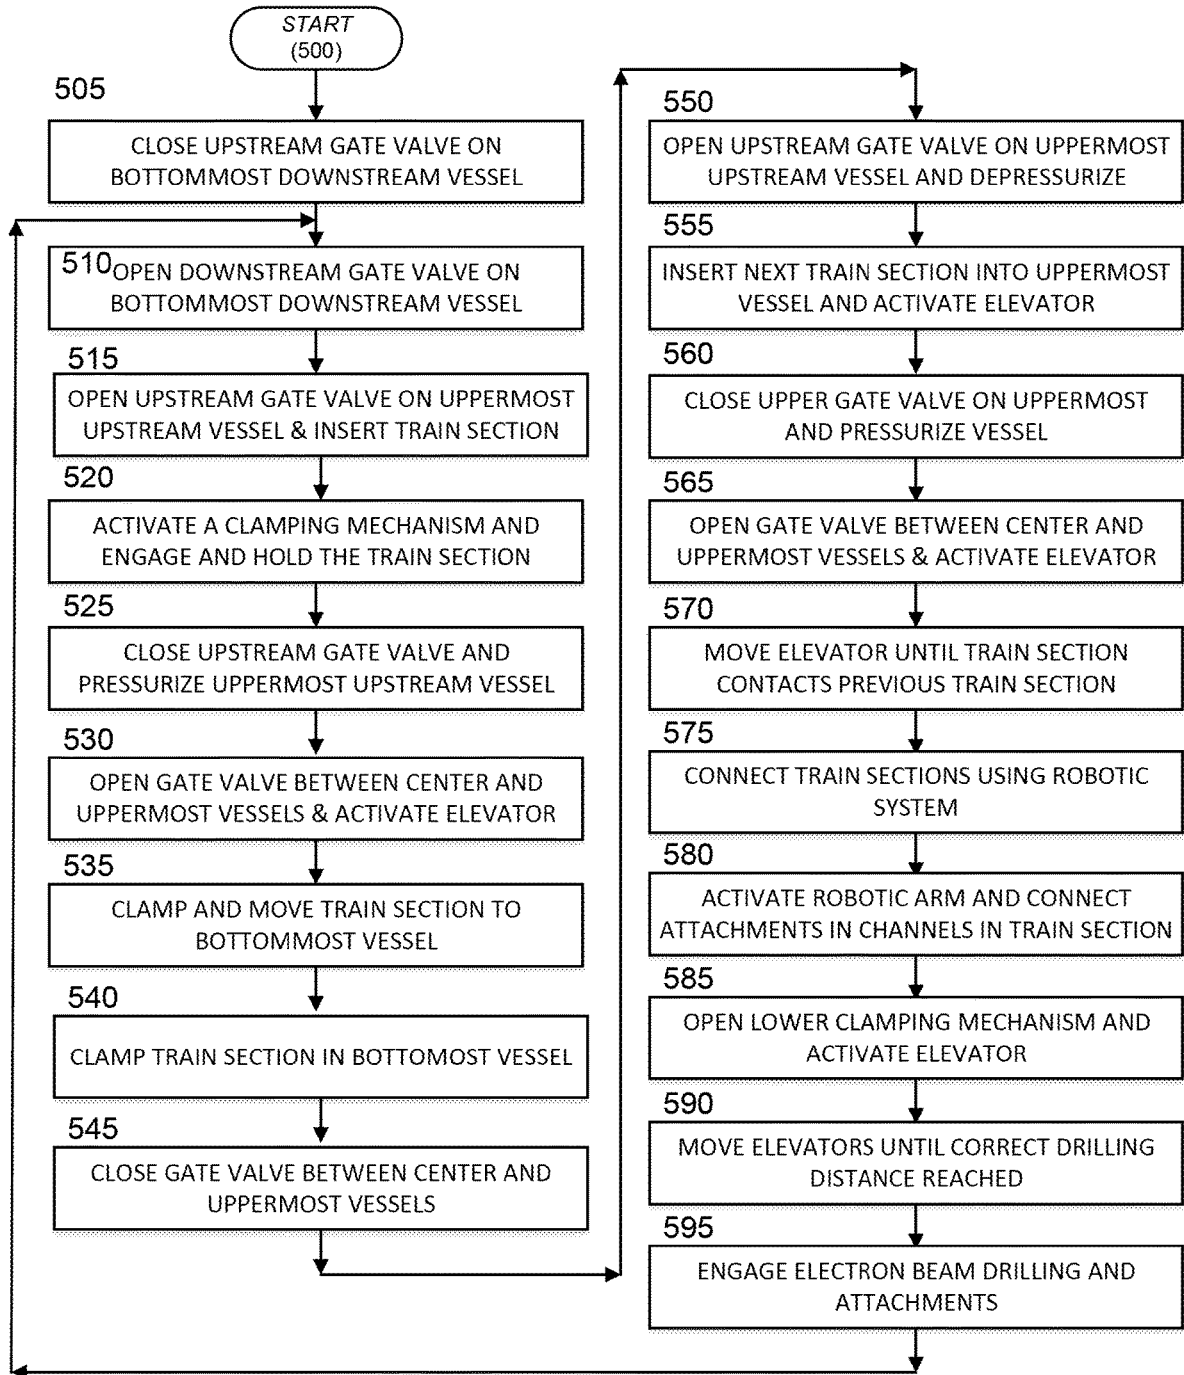 START
(500)
505
CLOSE UPSTREAM GATE VALVE ON
BOTTOMMOST DOWNSTREAM VESSEL
510
OPEN DOWNSTREAM GATE VALVE ON
BOTTOMMOST DOWNSTREAM VESSEL
515
OPEN UPSTREAM GATE VALVE ON UPPERMOST
UPSTREAM VESSEL & INSERT TRAIN SECTION
520
ACTIVATE A CLAMPING MECHANISM AND
ENGAGE AND HOLD THE TRAIN SECTION
525
CLOSE UPSTREAM GATE VALVE AND
PRESSURIZE UPPERMOST UPSTREAM VESSEL
530
OPEN GATE VALVE BETWEEN CENTER AND
UPPERMOST VESSELS & ACTIVATE ELEVATOR
535
CLAMP AND MOVE TRAIN SECTION TO
BOTTOMMOST VESSEL
540
CLAMP TRAIN SECTION IN BOTTOMOST VESSEL
545
CLOSE GATE VALVE BETWEEN CENTER AND
UPPERMOST VESSELS
550
OPEN UPSTREAM GATE VALVE ON UPPERMOST
UPSTREAM VESSEL AND DEPRESSURIZE
555
INSERT NEXT TRAIN SECTION INTO UPPERMOST
VESSEL AND ACTIVATE ELEVATOR
560
CLOSE UPPER GATE VALVE ON UPPERMOST
AND PRESSURIZE VESSEL
565
OPEN GATE VALVE BETWEEN CENTER AND
UPPERMOST VESSELS & ACTIVATE ELEVATOR
570
MOVE ELEVATOR UNTIL TRAIN SECTION
CONTACTS PREVIOUS TRAIN SECTION
575
CONNECT TRAIN SECTIONS USING ROBOTIC
SYSTEM
580
ACTIVATE ROBOTIC ARM AND CONNECT
ATTACHMENTS IN CHANNELS IN TRAIN SECTION
585
OPEN LOWER CLAMPING MECHANISM AND
ACTIVATE ELEVATOR
590
MOVE ELEVATORS UNTIL CORRECT DRILLING
DISTANCE REACHED
595
ENGAGE ELECTRON BEAM DRILLING AND
ATTACHMENTS